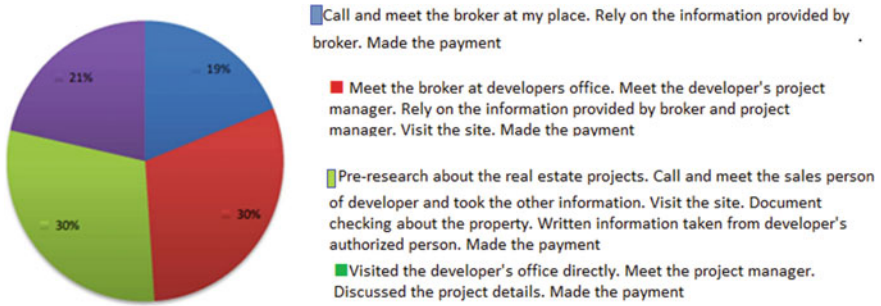 19%
30%
30%
21%
Call and meet the broker at my place. Rely on the information provided by
broker. Made the payment
.
Meet the broker at developers office. Meet the developer's project
manager. Rely on the information provided by broker and project
manager. Visit the site. Made the payment
Pre-research about the real estate projects. Call and meet the sales person
of developer and took the other information. Visit the site. Document
checking about the property. Written information taken from developer's
authorized person. Made the payment
Visited the developer's office directly. Meet the project manager.
Discussed the project details. Made the payment